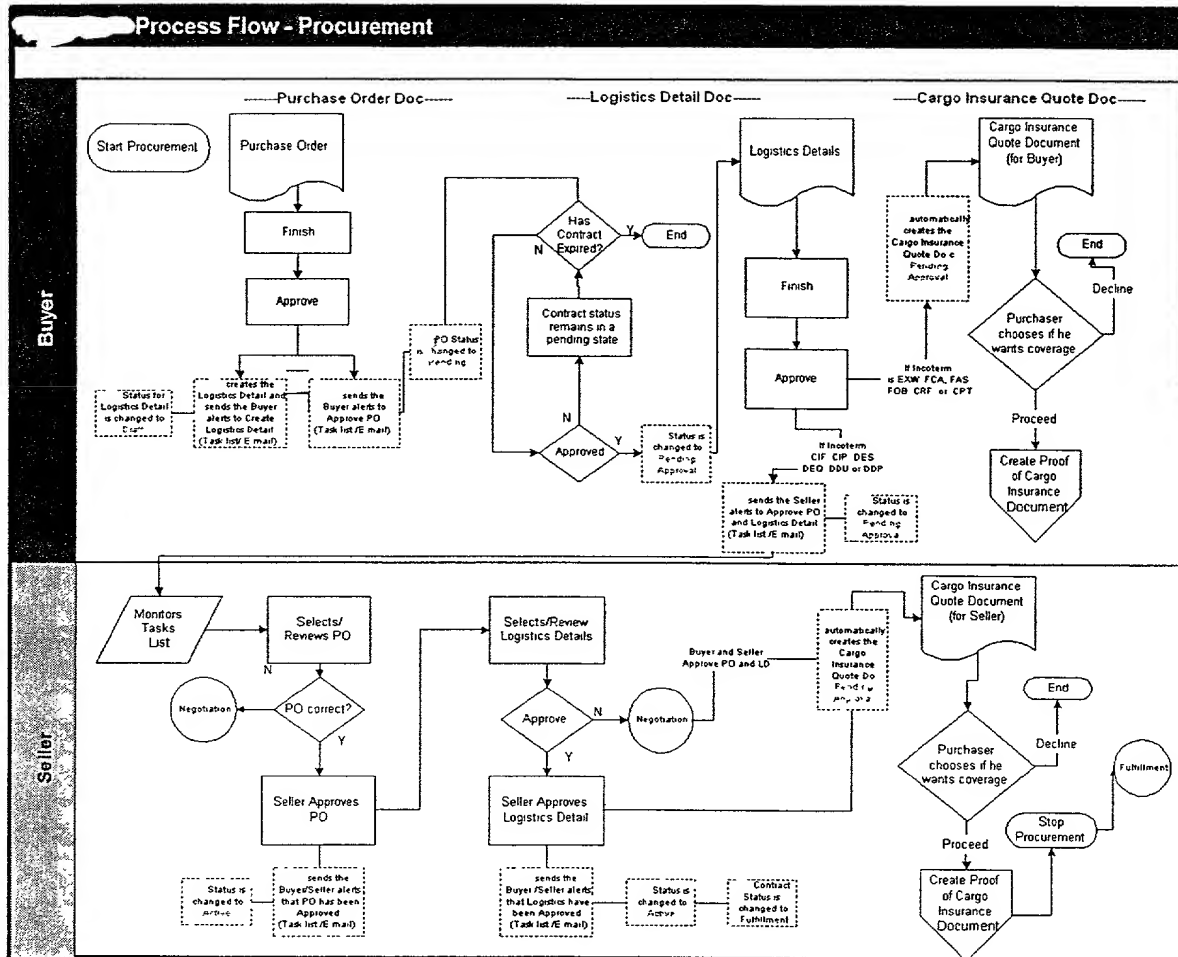 Process Flow - Procurement
Buyer
-----Purchase Order Doc-----
-----Logistics Detail Doc-----
-----Cargo Insurance Quote Doc-----
Start Procurement
Purchase Order
Finish
Approve
Status for
Logistics Detail
is changed to
Draft
creates the
Logistics Detail and
sends the Buyer
alerts to Create
Logistics Detail
(Task list/ E mail)
sends the
Buyer alerts to
Approve PO
(Task list /E mail)
PO Status
is changed to
Pending
Has
Contract
Expired?
Y
N
End
Contract status
remains in a
pending state
N
Approved
Y
Status is
changed to
Pending
Approval
Logistics Details
Finish
Approve
If Incoterm
is EXW FCA, FAS
FOB CRF or CPT
If Incoterm
CIF CIP DES
DEQ DDU or DDP
sends the Seller
alerts to Approve PO
and Logistics Detail
(Task list /E mail)
Status is
changed to
Pending
Approval
automatically
creates the
Cargo Insurance
Quote Doc
Pending
Approval
Cargo Insurance
Quote Document
(for Buyer)
Purchaser
chooses if he
wants coverage
End
Decline
Proceed
Create Proof
of Cargo
Insurance
Document
Seller
Monitors
Tasks
List
Selects/
Reviews PO
N
Negotiation
PO correct?
Y
Seller Approves
PO
Status is
changed to
Active
sends the
Buyer/Seller alerts
that PO has been
Approved
(Task list /E mail)
Selects/Review
Logistics Details
Approve
N
Negotiation
Y
Seller Approves
Logistics Detail
sends the
Buyer /Seller alerts
that Logistics have
been Approved
(Task list /E mail)
Status is
changed to
Active
Contract
Status is
changed to
Fulfillment
Buyer and Seller
Approve PO and LD
automatically
creates the
Cargo
Insurance
Quote Do
Pending
Approval
Cargo Insurance
Quote Document
(for Seller)
Purchaser
chooses if he
wants coverage
End
Decline
Proceed
Create Proof
of Cargo
Insurance
Document
Stop
Procurement
Fulfillment